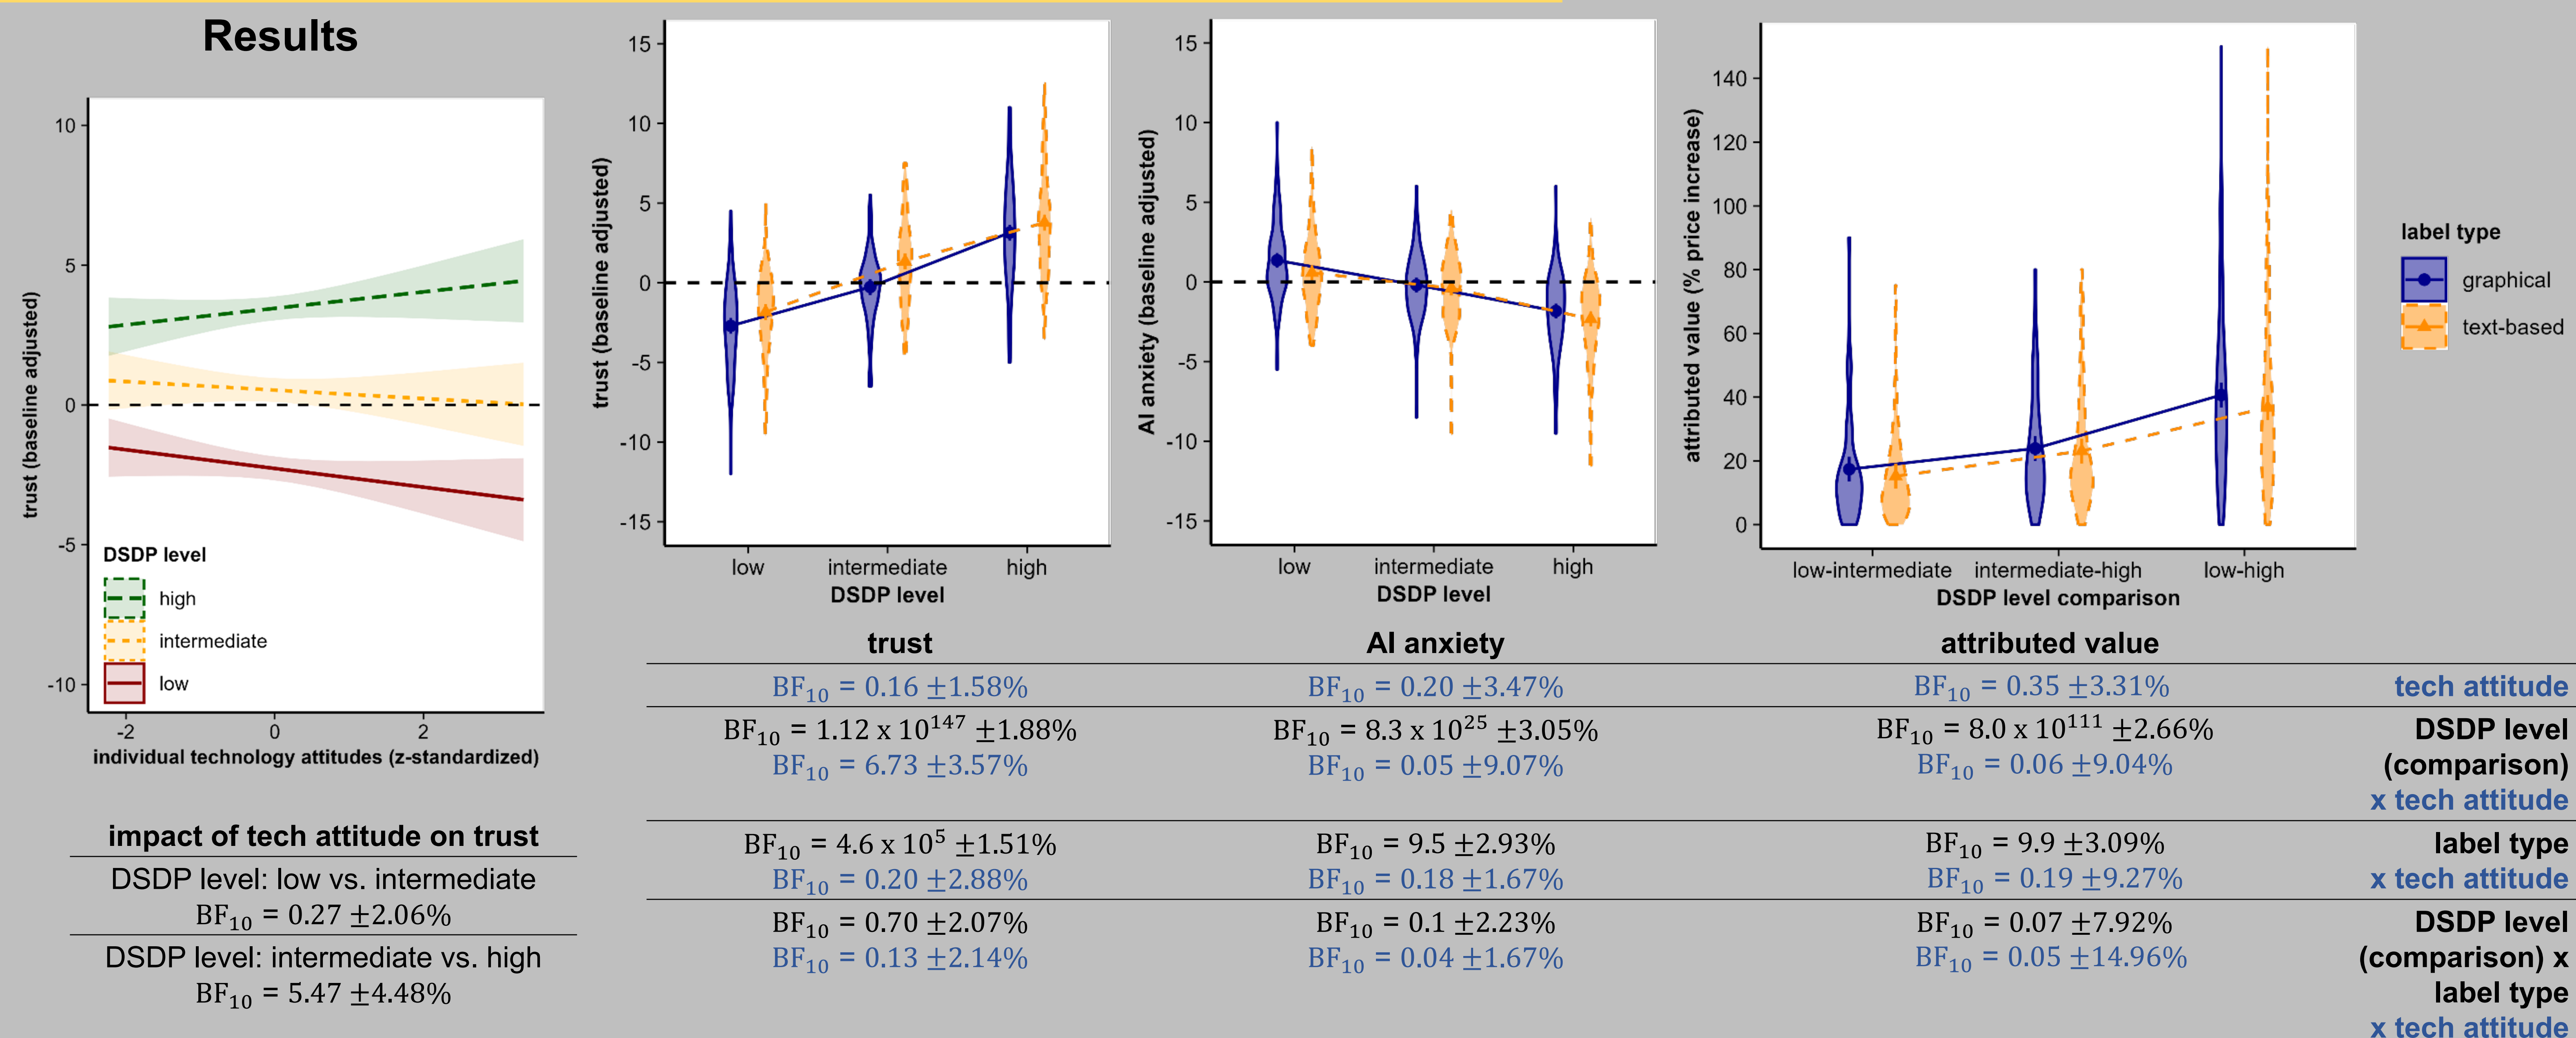 Results
10
5
0
-5
-10
trust (baseline adjusted)
DSDP level
high
intermediate
low
-2
0
2
individual technology attitudes (z-standardized)
impact of tech attitude on trust
DSDP level: low vs. intermediate
BF₁₀ = 0.27 ±2.06%
DSDP level: intermediate vs. high
BF₁₀ = 5.47 ±4.48%
15
10
5
0
-5
-10
-15
trust (baseline adjusted)
low
intermediate
high
DSDP level
15
10
5
0
-5
-10
-15
AI anxiety (baseline adjusted)
low
intermediate
high
DSDP level
140
120
100
80
60
40
20
0
attributed value (% price increase)
low-intermediate
intermediate-high
low-high
DSDP level comparison
label type
graphical
text-based
trust AI anxiety attributed value
BF₁₀ = 0.16 ±1.58% BF₁₀ = 0.20 ±3.47% BF₁₀ = 0.35 ±3.31% tech attitude
BF₁₀ = 1.12 x 10¹⁴⁷ ±1.88% BF₁₀ = 8.3 x 10²⁵ ±3.05% BF₁₀ = 8.0 x 10¹¹¹ ±2.66% DSDP level
BF₁₀ = 6.73 ±3.57% BF₁₀ = 0.05 ±9.07% BF₁₀ = 0.06 ±9.04% (comparison)
x tech attitude
BF₁₀ = 4.6 x 10⁵ ±1.51% BF₁₀ = 9.5 ±2.93% BF₁₀ = 9.9 ±3.09% label type
BF₁₀ = 0.20 ±2.88% BF₁₀ = 0.18 ±1.67% BF₁₀ = 0.19 ±9.27% x tech attitude
BF₁₀ = 0.70 ±2.07% BF₁₀ = 0.1 ±2.23% BF₁₀ = 0.07 ±7.92% DSDP level
BF₁₀ = 0.13 ±2.14% BF₁₀ = 0.04 ±1.67% BF₁₀ = 0.05 ±14.96% (comparison) x
label type
x tech attitude